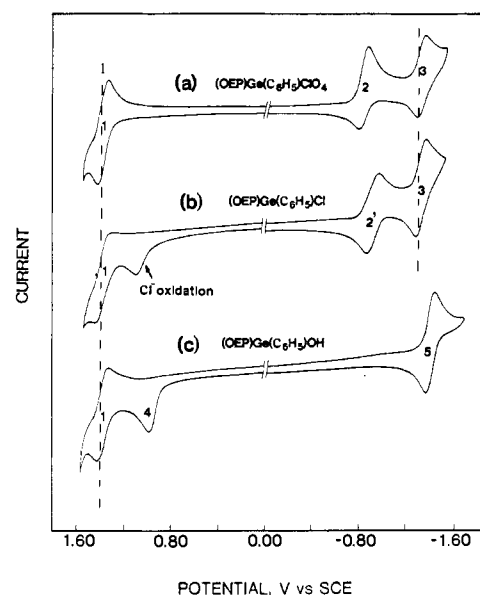 1
(a) (OEP)Ge(C₆H₅)ClO₄
2
3
1
(b) (OEP)Ge(C₆H₅)Cl
2'
3
1
Cl⁻ oxidation
CURRENT
(c) (OEP)Ge(C₆H₅)OH
5
1
4
1.60 0.80 0.00 -0.80 -1.60
POTENTIAL, V vs SCE